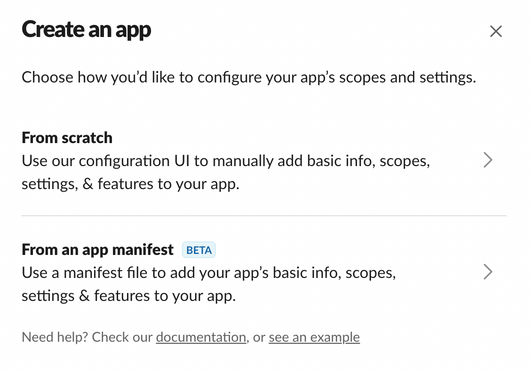 Create an app
Choose how you’d like to configure your app’s scopes and settings.
From scratch
Use our configuration UI to manually add basic info, scopes,
settings, & features to your app.
From an app manifest BETA
Use a manifest file to add your app’s basic info, scopes,
settings & features to your app.
Need help? Check our documentation, or see an example